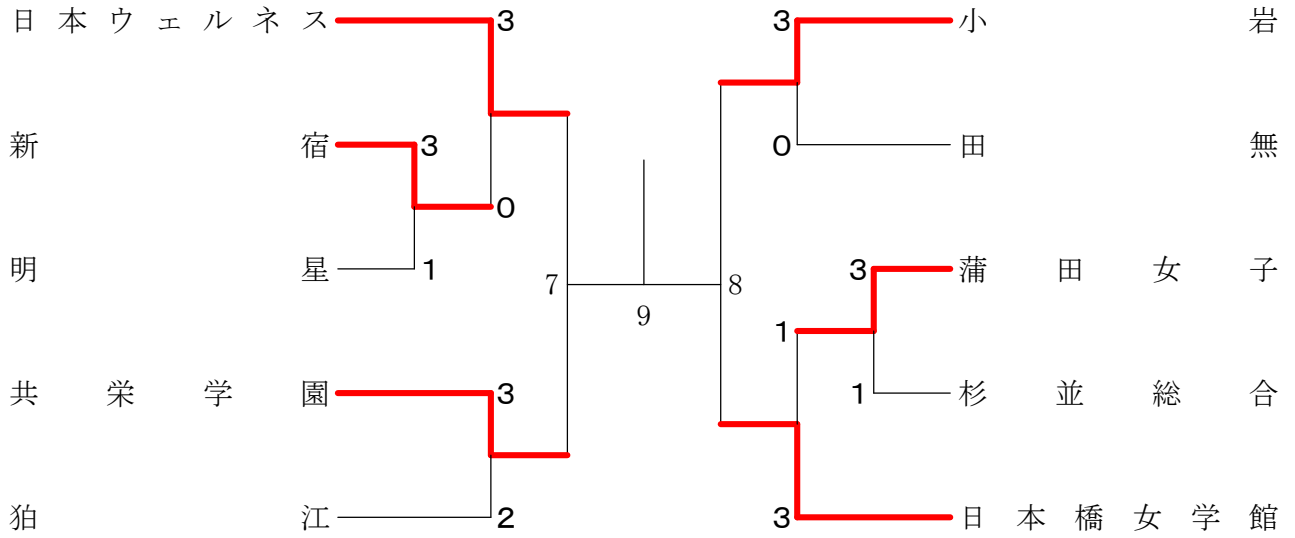 日本ウェルネス 3 3 小岩
新宿 3 0 田無
0
明星 1 3 蒲田女子
7 8
9
1
共栄学園 3 1 杉並総合
狛江 2 3 日本橋女学館